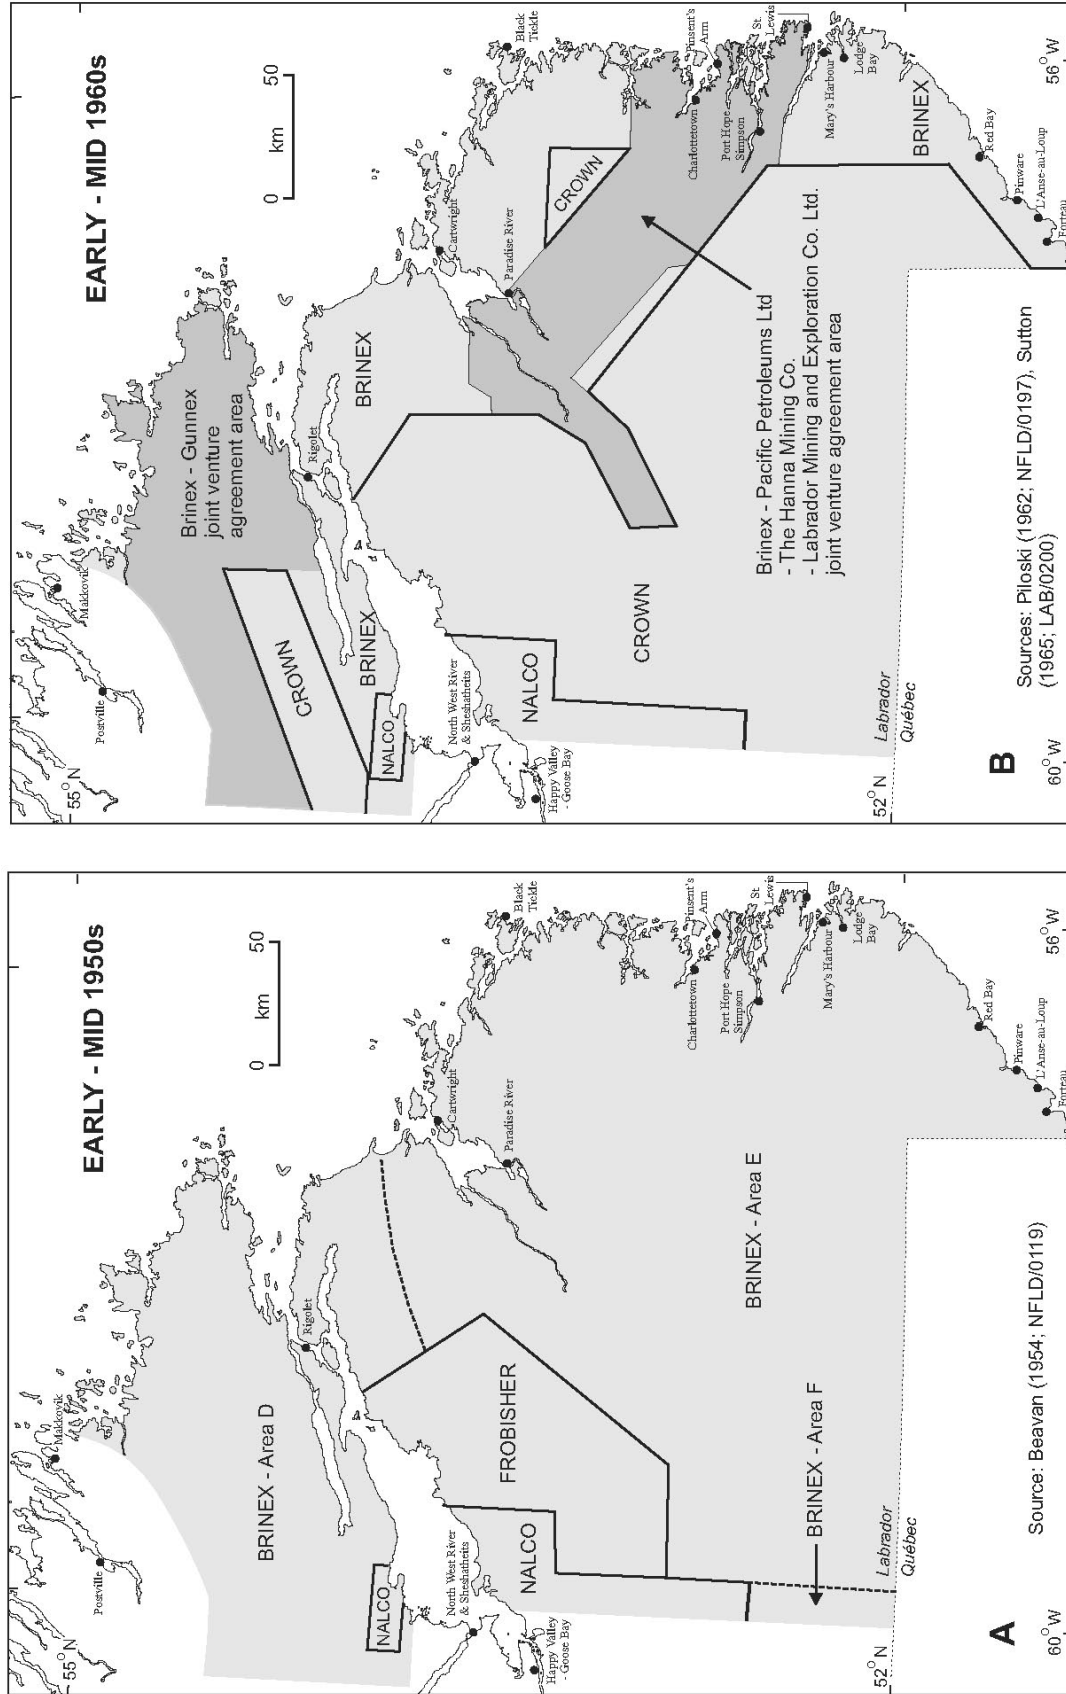 EARLY - MID 1950s
0
km
50
55° N
Makkovik
Postville
BRINEX - Area D
Rigolet
NALCO
North West River
& Sheshatheits
Happy Valley
- Goose Bay
NALCO
FROBISHER
Cartwright
Paradise River
Black
Tickle
BRINEX - Area E
Charlottetown
Pinsent's
Arm
Port Hope
Simpson
St.
Lewis
Mary's Harbour
Lodge
Bay
BRINEX - Area F
Red Bay
Pinware
L'Anse-au-Loup
Forteau
52° N
Labrador
Québec
A
Source: Beavan (1954; NFLD/0119)
60° W
56° W
EARLY - MID 1960s
0
km
50
55° N
Makkovik
Postville
Brinex - Gunnex
joint venture
agreement area
CROWN
BRINEX
Rigolet
BRINEX
NALCO
North West River
& Sheshatheits
Happy Valley
- Goose Bay
NALCO
CROWN
Cartwright
Paradise River
Black
Tickle
CROWN
Charlottetown
Pinsent's
Arm
Port Hope
Simpson
St.
Lewis
Mary's Harbour
Lodge
Bay
BRINEX
Brinex - Pacific Petroleums Ltd
- The Hanna Mining Co.
- Labrador Mining and Exploration Co. Ltd.
joint venture agreement area
Red Bay
Pinware
L'Anse-au-Loup
Forteau
52° N
Labrador
Québec
B
Sources: Piloski (1962; NFLD/0197), Sutton
(1965; LAB/0200)
60° W
56° W